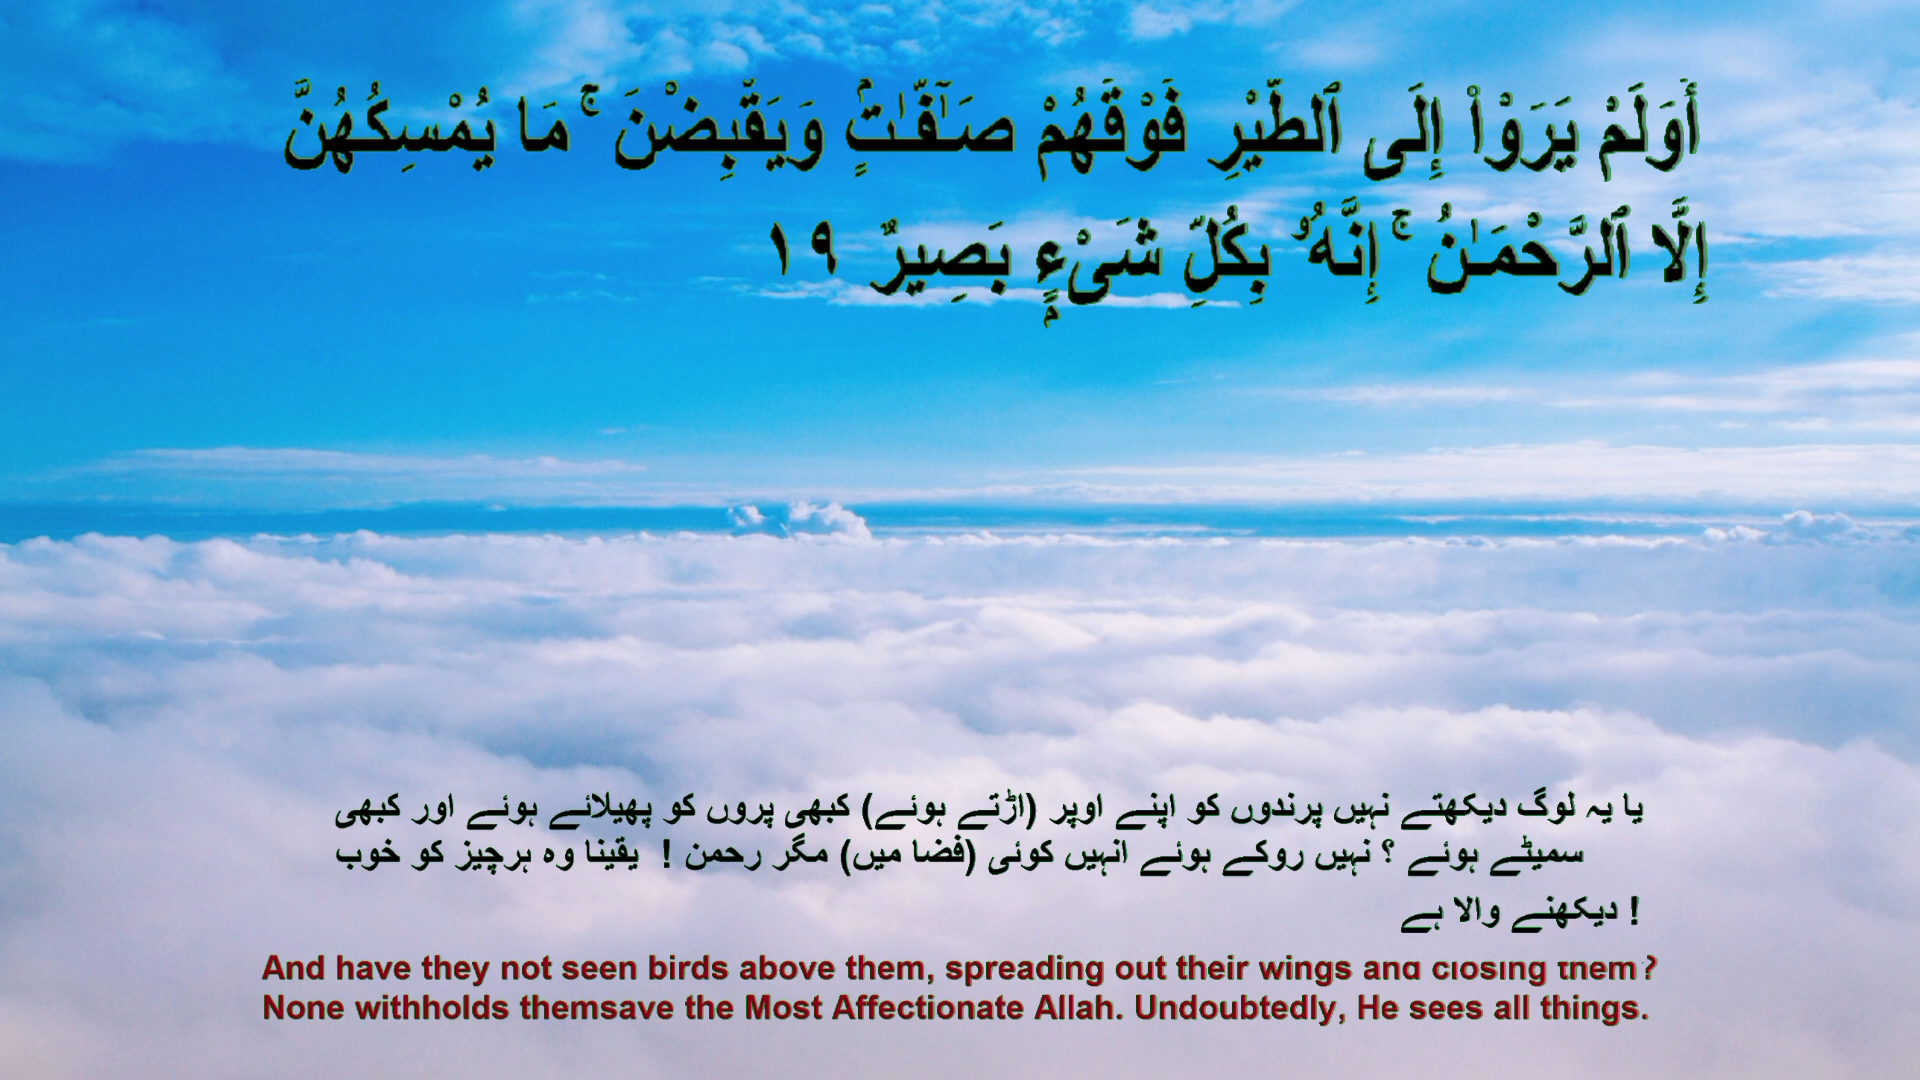 أَوَلَمْ يَرَوْا۟ إِلَى ٱلطَّيْرِ فَوْقَهُمْ صَـٰٓفَّـٰتٍۢ وَيَقْبِضْنَ ۚ مَا يُمْسِكُهُنَّ
إِلَّا ٱلرَّحْمَـٰنُ ۚ إِنَّهُۥ بِكُلِّ شَىْءٍۭ بَصِيرٌ ١٩
یا یہ لوگ دیکھتے نہیں پرندوں کو اپنے اوپر (اڑتے ہوئے) کبھی پروں کو پھیلائے ہوئے اور کبھی
سمیٹے ہوئے ؟ نہیں روکے ہوئے انہیں کوئی (فضا میں) مگر رحمن ! یقینا وہ ہرچیز کو خوب
! دیکھنے والا ہے
And have they not seen birds above them, spreading out their wings and closing them?
None withholds themsave the Most Affectionate Allah. Undoubtedly, He sees all things.